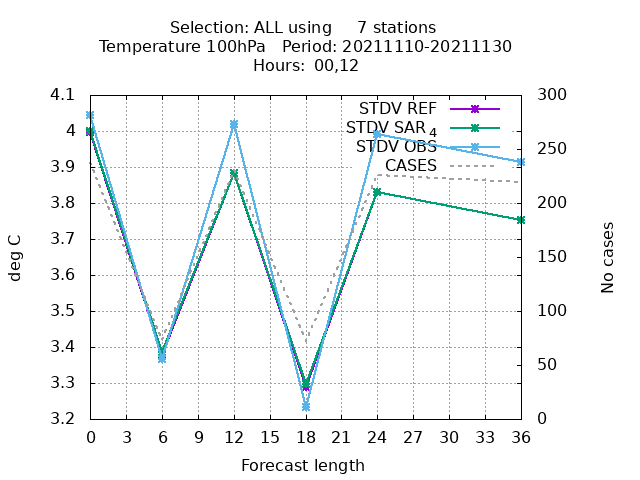 Selection: ALL using     7 stations
Temperature 100hPa   Period: 20211110-20211130
Hours:  00,12
STDV REF
STDV SAR 4
STDV OBS
CASES
4.1
4
3.9
3.8
3.7
3.6
3.5
3.4
3.3
3.2
deg C
300
250
200
150
100
50
0
No cases
0 3 6 9 12 15 18 21 24 27 30 33 36
Forecast length